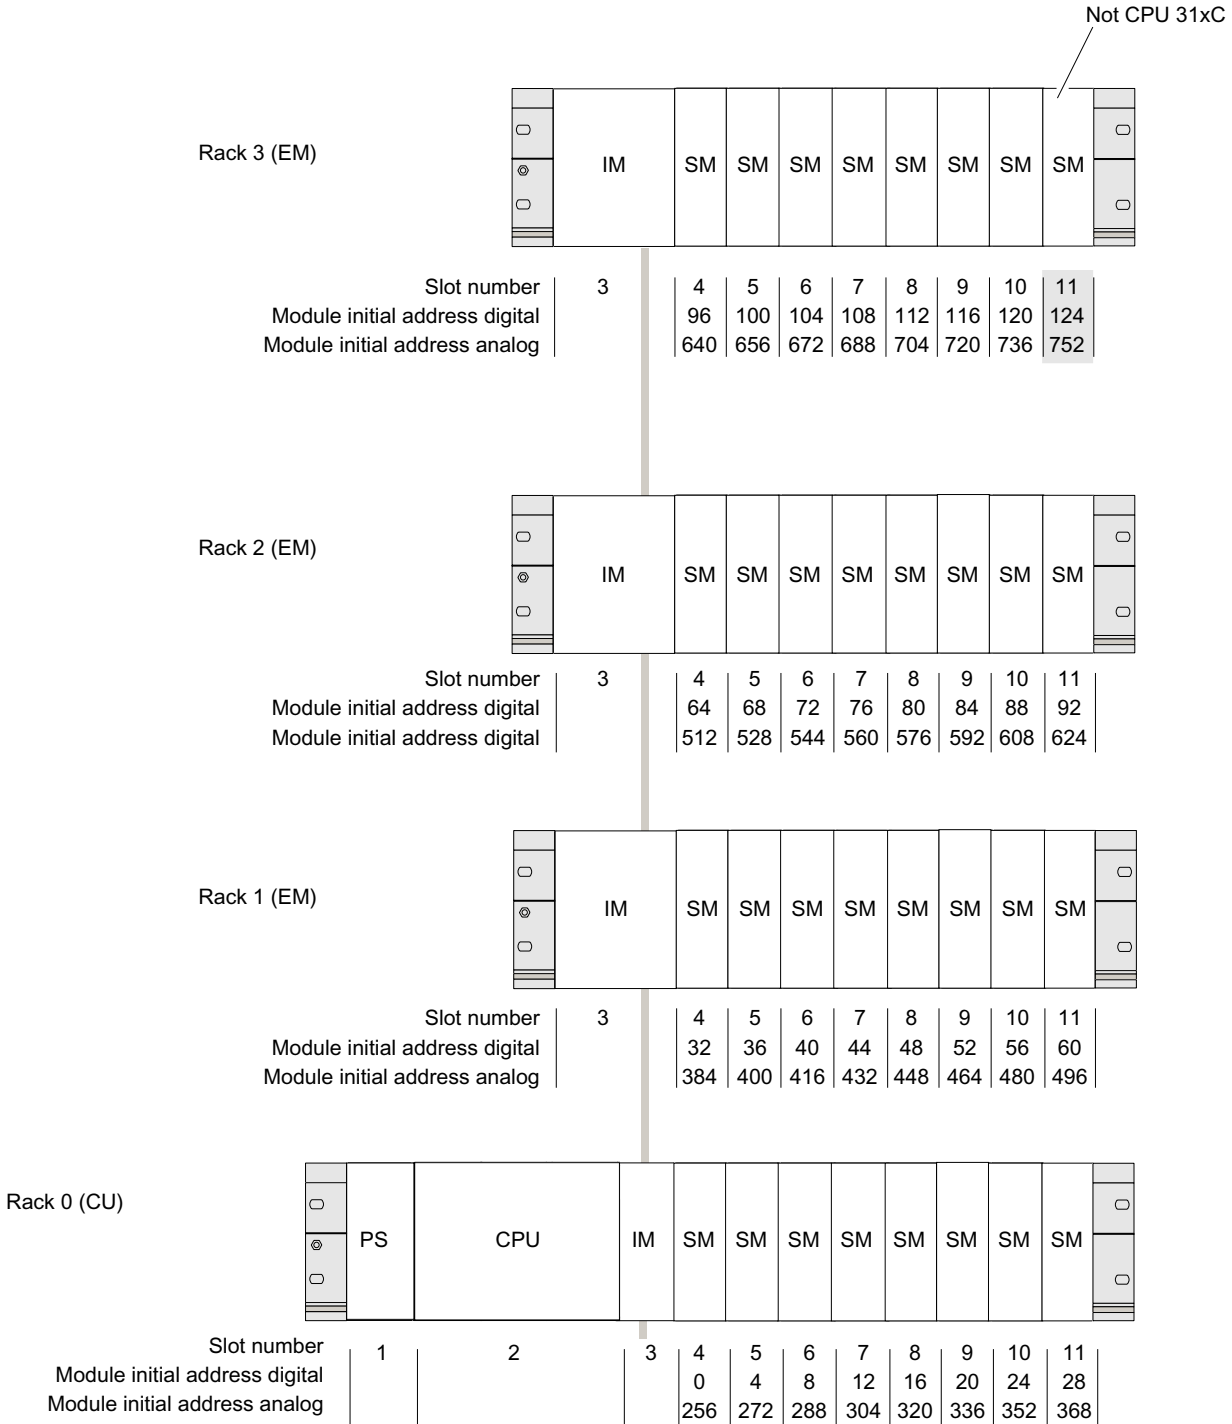 Not CPU 31xC
Rack 3 (EM)
IM SM SM SM SM SM SM SM SM
Slot number 3 4 5 6 7 8 9 10 11
Module initial address digital 96 100 104 108 112 116 120 124
Module initial address analog 640 656 672 688 704 720 736 752
Rack 2 (EM)
IM SM SM SM SM SM SM SM SM
Slot number 3 4 5 6 7 8 9 10 11
Module initial address digital 64 68 72 76 80 84 88 92
Module initial address digital 512 528 544 560 576 592 608 624
Rack 1 (EM)
IM SM SM SM SM SM SM SM SM
Slot number 3 4 5 6 7 8 9 10 11
Module initial address digital 32 36 40 44 48 52 56 60
Module initial address analog 384 400 416 432 448 464 480 496
Rack 0 (CU)
PS CPU IM SM SM SM SM SM SM SM SM
Slot number 1 2 3 4 5 6 7 8 9 10 11
Module initial address digital 0 4 8 12 16 20 24 28
Module initial address analog 256 272 288 304 320 336 352 368